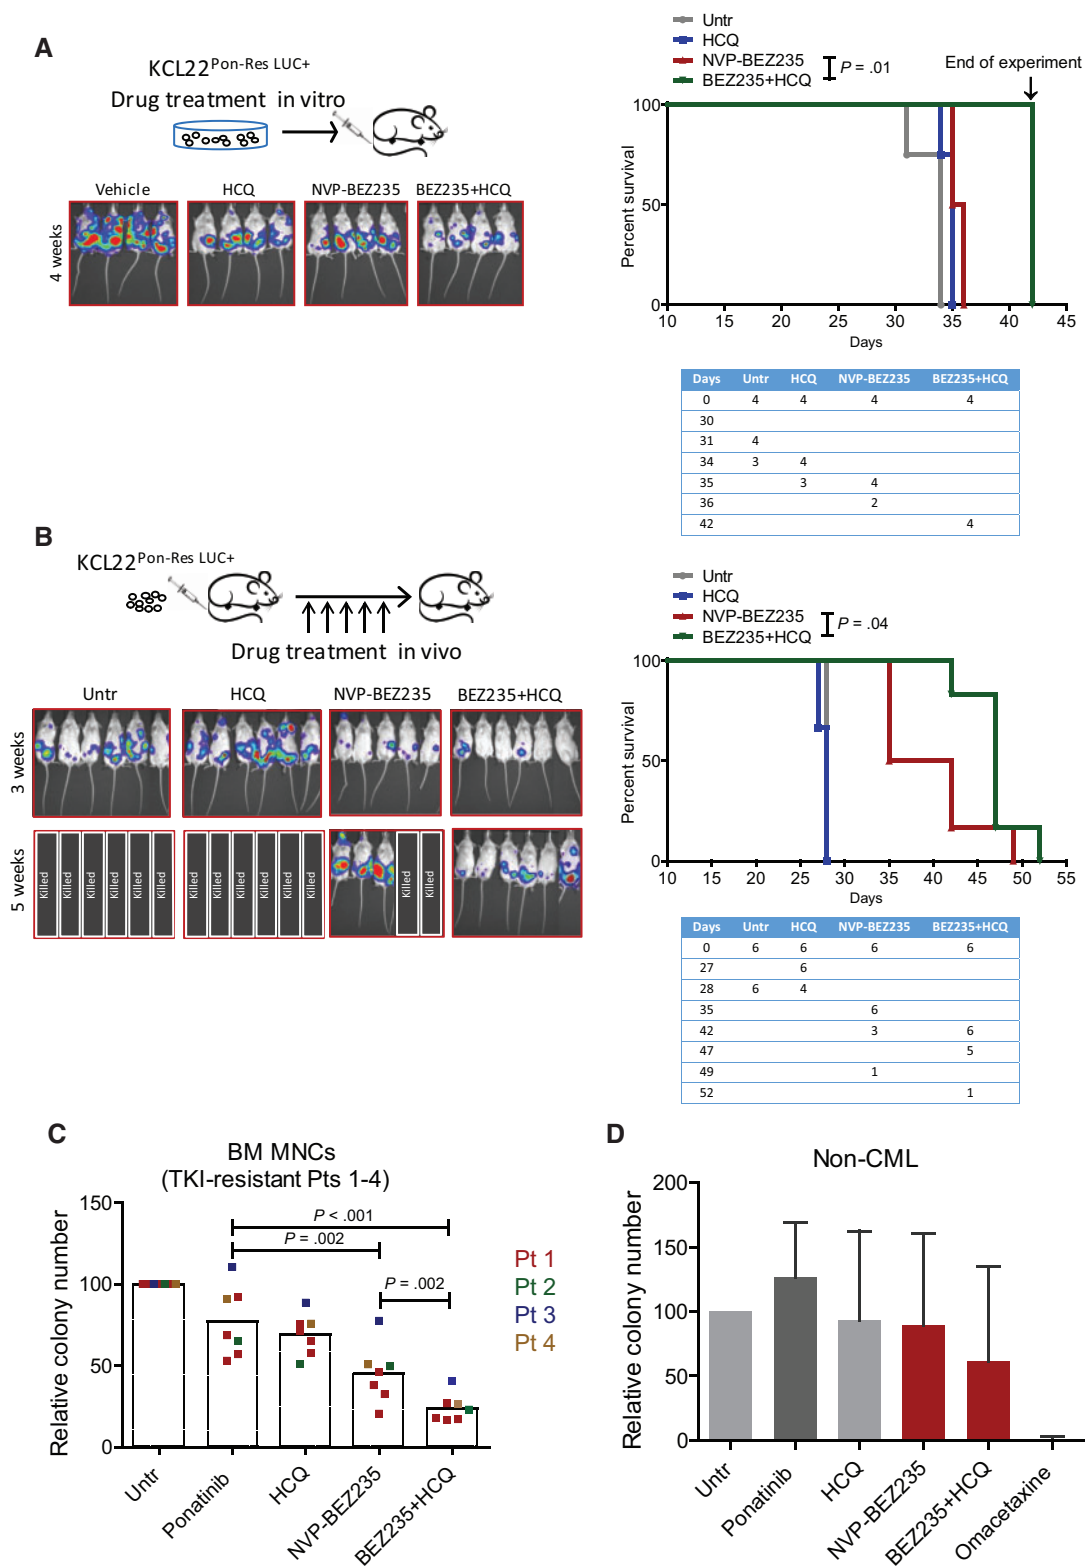 A
KCL22Pon-Res LUC+
Drug treatment in vitro
Vehicle HCQ NVP-BEZ235 BEZ235+HCQ
4 weeks
Untr
HCQ
NVP-BEZ235
BEZ235+HCQ
P = .01
End of experiment
Percent survival
100
50
0
10 15 20 25 30 35 40 45
Days
Days Untr HCQ NVP-BEZ235 BEZ235+HCQ
0 4 4 4 4
30
31 4
34 3 4
35 3 4
36 2
42 4
B
KCL22Pon-Res LUC+
Drug treatment in vivo
Untr HCQ NVP-BEZ235 BEZ235+HCQ
3 weeks
5 weeks
Killed Killed Killed Killed Killed Killed Killed Killed Killed Killed Killed Killed Killed Killed
Untr
HCQ
NVP-BEZ235
BEZ235+HCQ
P = .04
Percent survival
100
50
0
10 15 20 25 30 35 40 45 50 55
Days
Days Untr HCQ NVP-BEZ235 BEZ235+HCQ
0 6 6 6 6
27 6
28 6 4
35 6
42 3 6
47 5
49 1
52 1
C
BM MNCs
(TKI-resistant Pts 1-4)
Relative colony number
150
100
50
0
P < .001
P = .002
P = .002
Pt 1
Pt 2
Pt 3
Pt 4
Untr Ponatinib HCQ NVP-BEZ235 BEZ235+HCQ
D
Non-CML
Relative colony number
200
150
100
50
0
Untr Ponatinib HCQ NVP-BEZ235 BEZ235+HCQ Omacetaxine